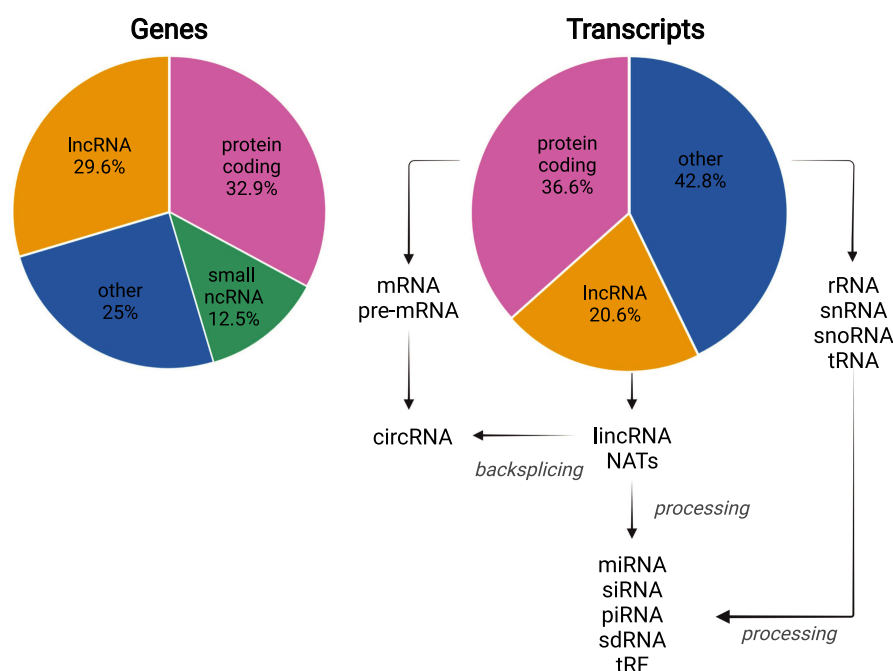 Genes
Transcripts
lncRNA
29.6%
protein
coding
32.9%
other
25%
small
ncRNA
12.5%
protein
coding
36.6%
other
42.8%
lncRNA
20.6%
mRNA
pre-mRNA
rRNA
snRNA
snoRNA
tRNA
circRNA
backsplicing
lincRNA
NATs
processing
miRNA
siRNA
piRNA
sdRNA
tRF
processing